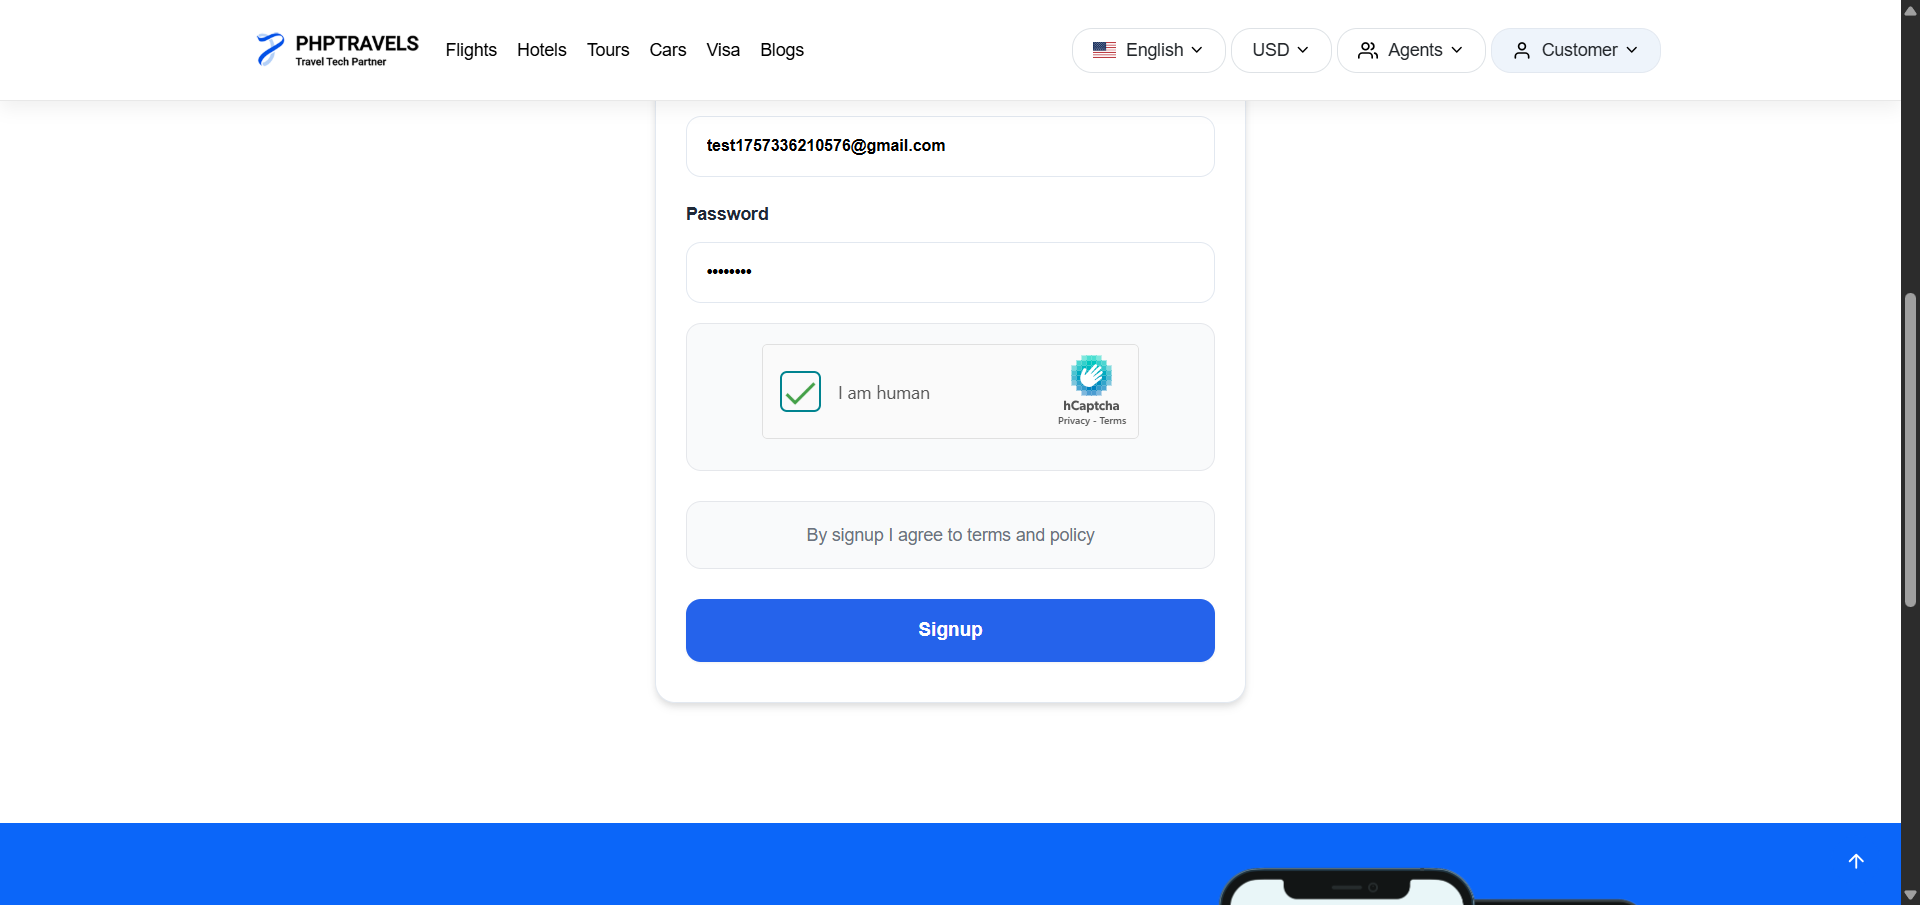 PHPTRAVELS
Travel Tech Partner
Flights Hotels Tours Cars Visa Blogs
English USD Agents Customer
test1757336210576@gmail.com
Password
••••••••
I am human
hCaptcha
Privacy - Terms
By signup I agree to terms and policy
Signup